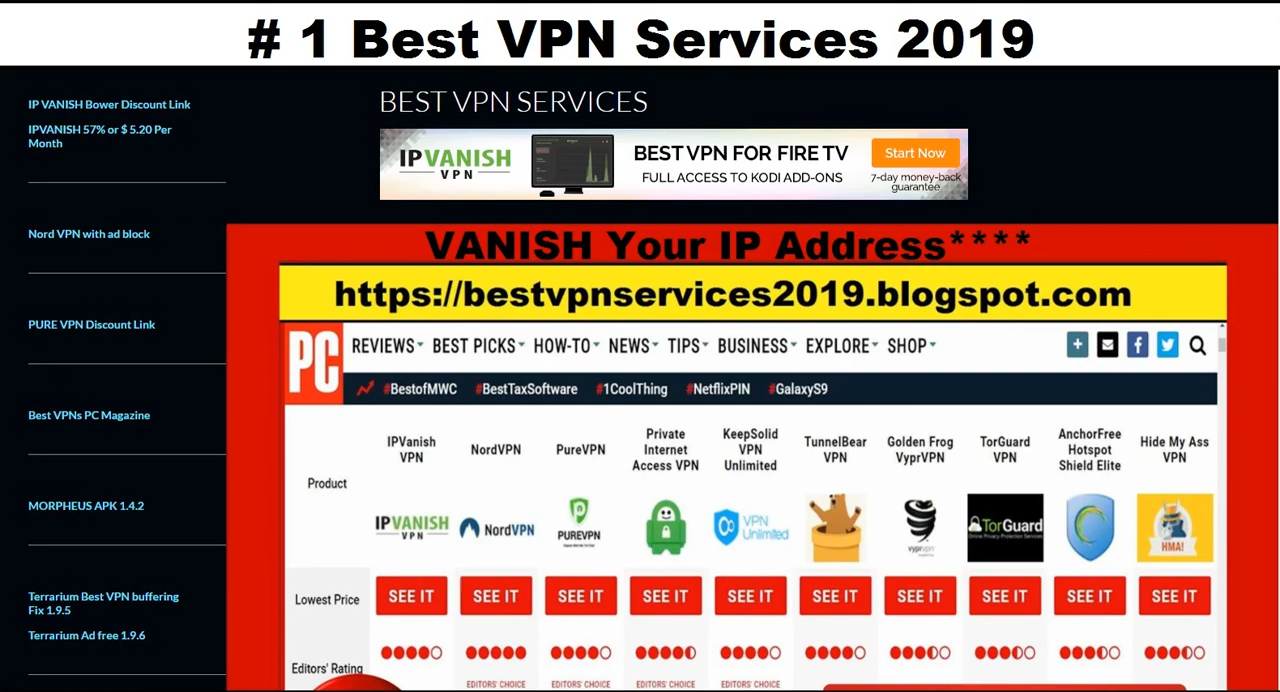 # 1 Best VPN Services 2019
IP VANISH Bower Discount Link
IPVANISH 57% or $ 5.20 Per
Month
Nord VPN with ad block
PURE VPN Discount Link
Best VPNs PC Magazine
MORPHEUS APK 1.4.2
Terrarium Best VPN buffering
Fix 1.9.5
Terrarium Ad free 1.9.6
BEST VPN SERVICES
IPVANISH
VPN
BEST VPN FOR FIRE TV
FULL ACCESS TO KODI ADD-ONS
Start Now
7-day money-back
guarantee
VANISH Your IP Address****
https://bestvpnservices2019.blogspot.com
PC
REVIEWS BEST PICKS HOW-TO NEWS TIPS BUSINESS EXPLORE SHOP
#BestofMWC #BestTaxSoftware #1CoolThing #NetflixPIN #GalaxyS9
Product
IPVanish
VPN
NordVPN
PureVPN
Private
Internet
Access VPN
KeepSolid
VPN
Unlimited
TunnelBear
VPN
Golden Frog
VyprVPN
TorGuard
VPN
AnchorFree
Hotspot
Shield Elite
Hide My Ass
VPN
IPVANISH
VPN
NordVPN
PUREVPN
VPN
Unlimited
vyprvpn
TorGuard
Online Privacy Protection Services
HMA!
Lowest Price
SEE IT SEE IT SEE IT SEE IT SEE IT SEE IT SEE IT SEE IT SEE IT SEE IT
Editors' Rating
EDITORS' CHOICE EDITORS' CHOICE EDITORS' CHOICE EDITORS' CHOICE